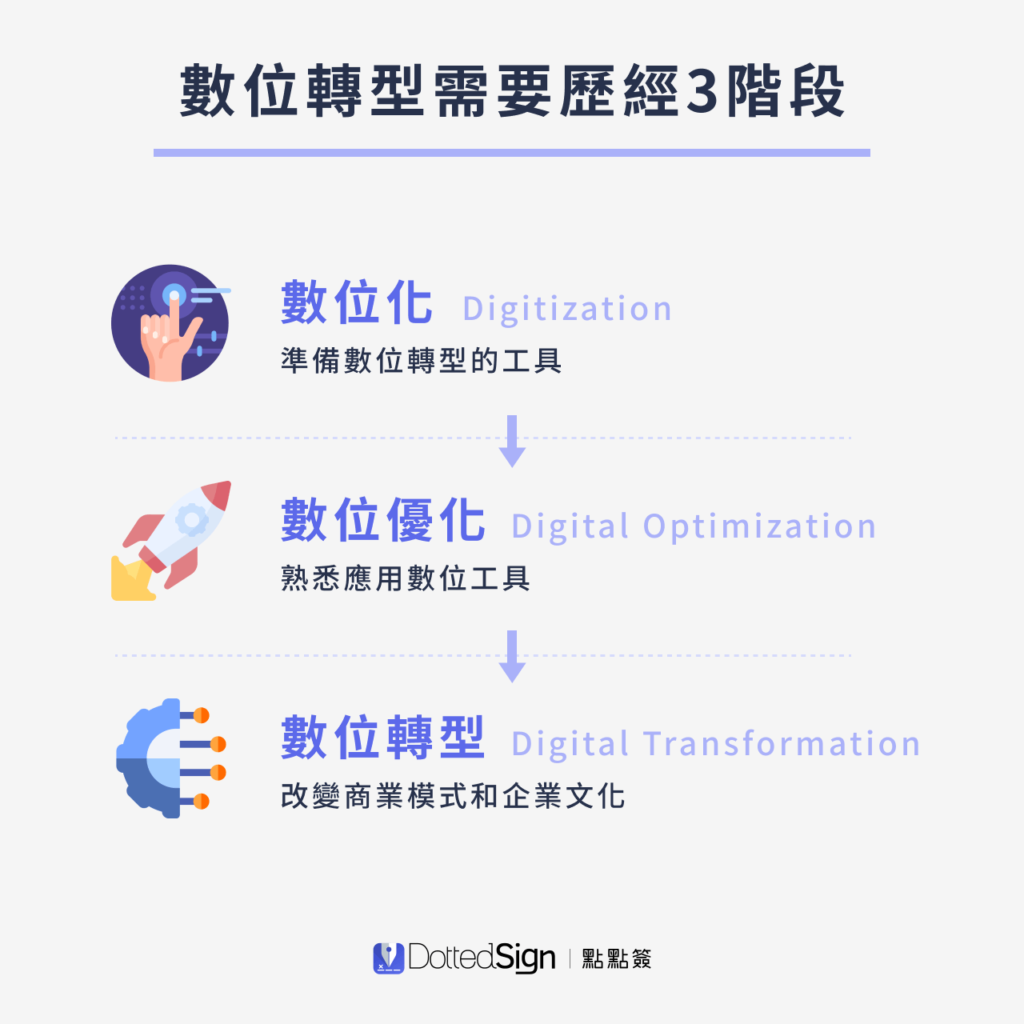 數位轉型需要歷經3階段
數位化 Digitization
準備數位轉型的工具
數位優化 Digital Optimization
熟悉應用數位工具
數位轉型 Digital Transformation
改變商業模式和企業文化
DottedSign | 點點簽